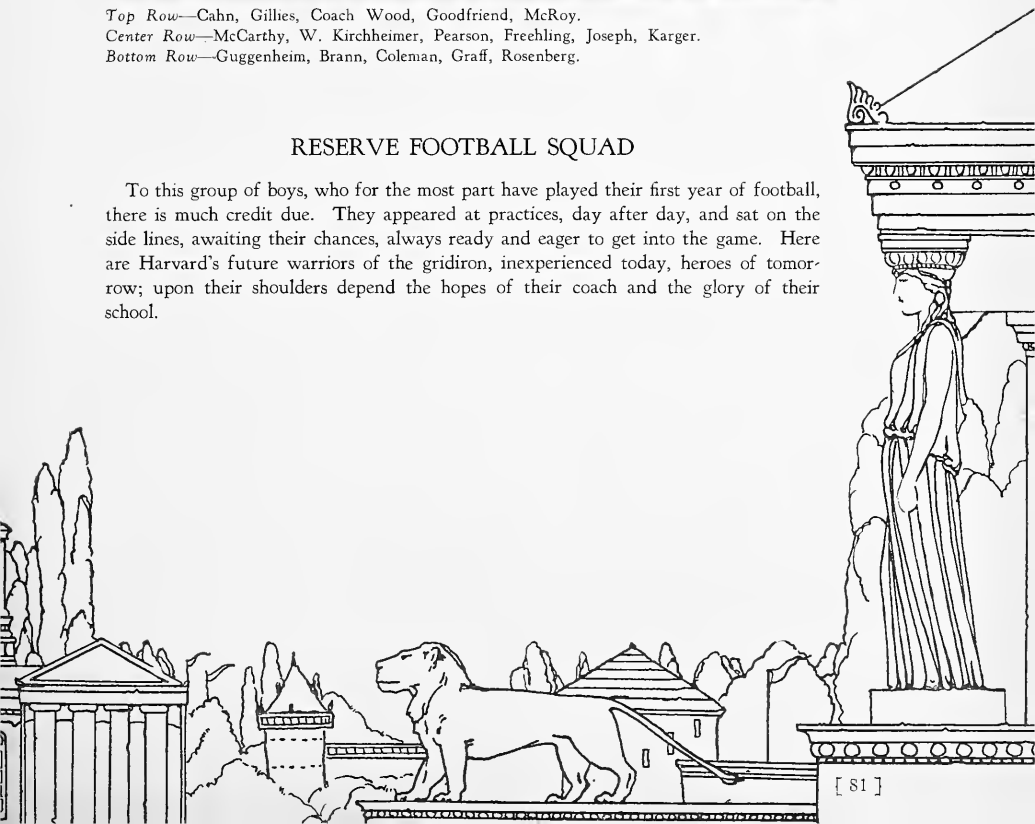 Top Row—Cahn, Gillies, Coach Wood, Goodfriend, McRoy.
Center Row—McCarthy, W. Kirchheimer, Pearson, Freehling, Joseph, Karger.
Bottom Row—Guggenheim, Brann, Coleman, Graff, Rosenberg.
RESERVE FOOTBALL SQUAD
To this group of boys, who for the most part have played their first year of football,
there is much credit due. They appeared at practices, day after day, and sat on the
side lines, awaiting their chances, always ready and eager to get into the game. Here
are Harvard's future warriors of the gridiron, inexperienced today, heroes of tomor-
row; upon their shoulders depend the hopes of their coach and the glory of their
school.
[ 81 ]